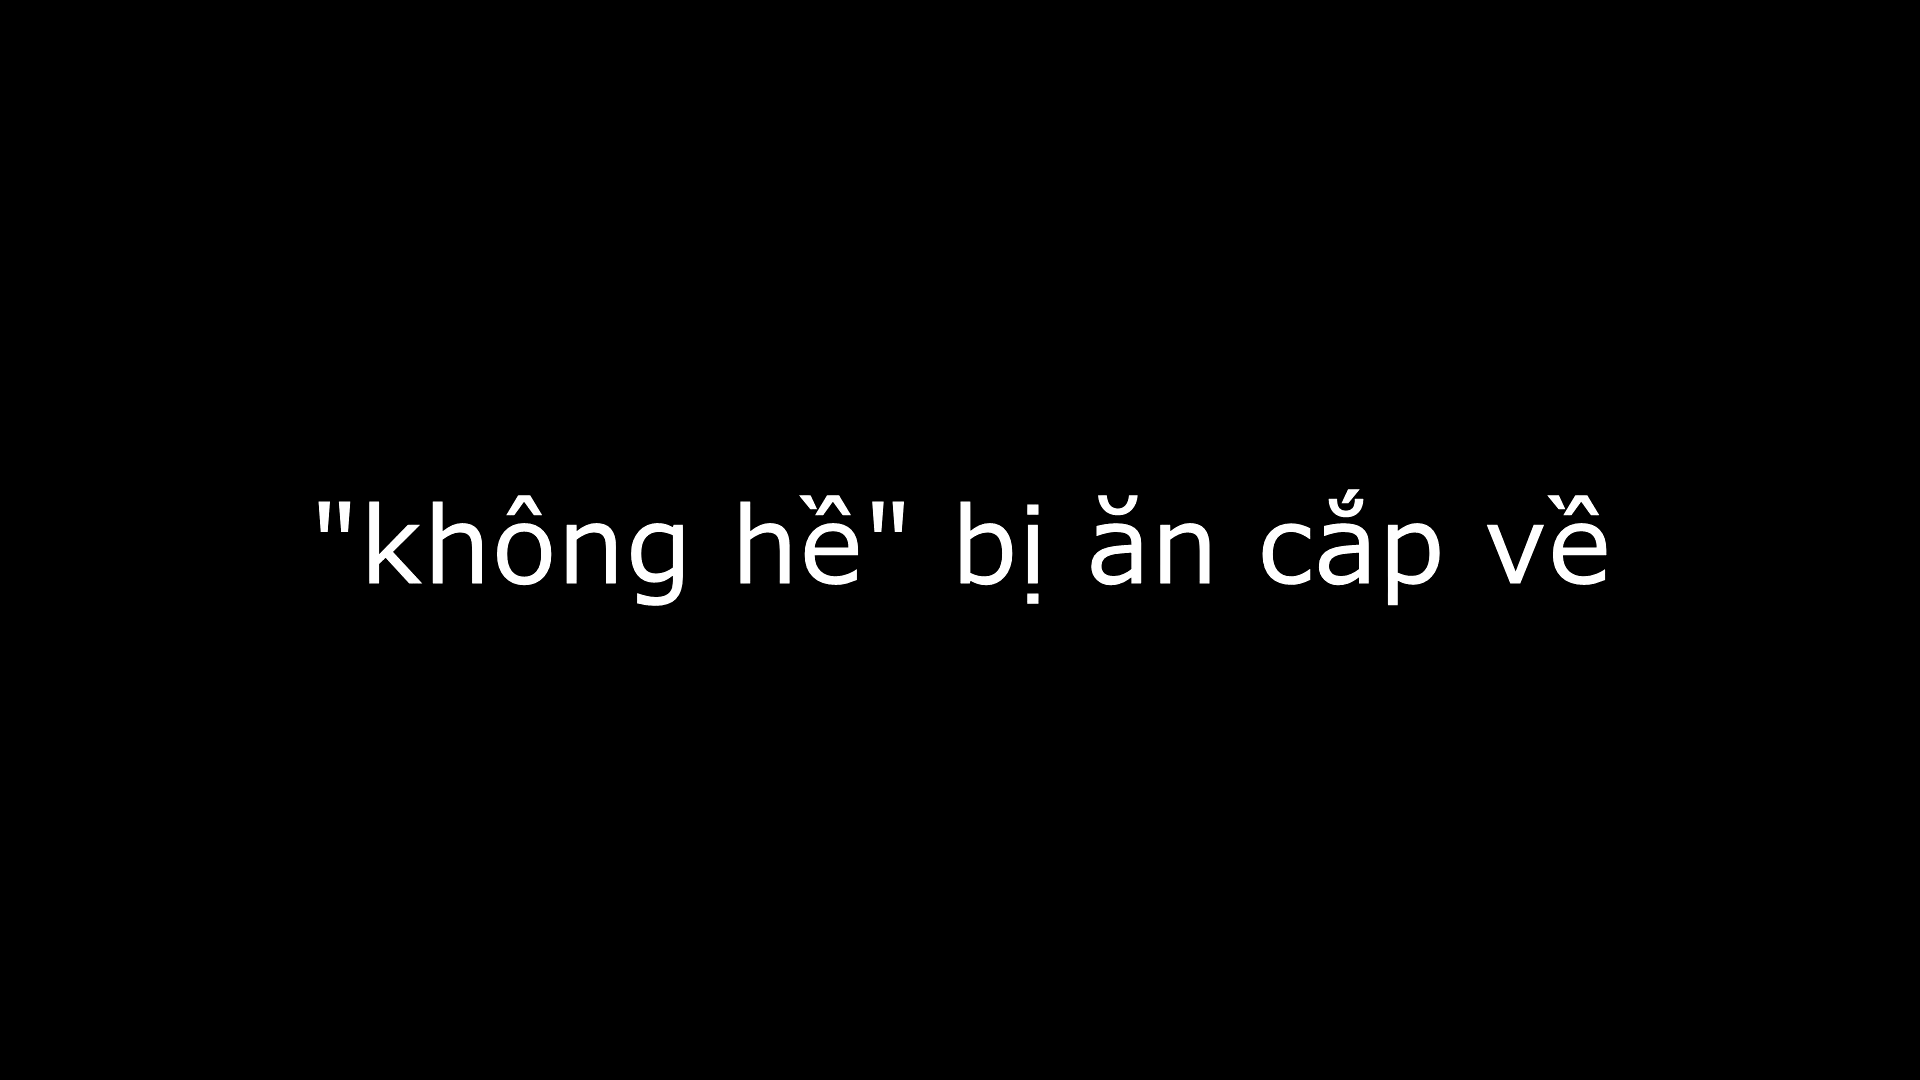 "không hề" bị ăn cắp về